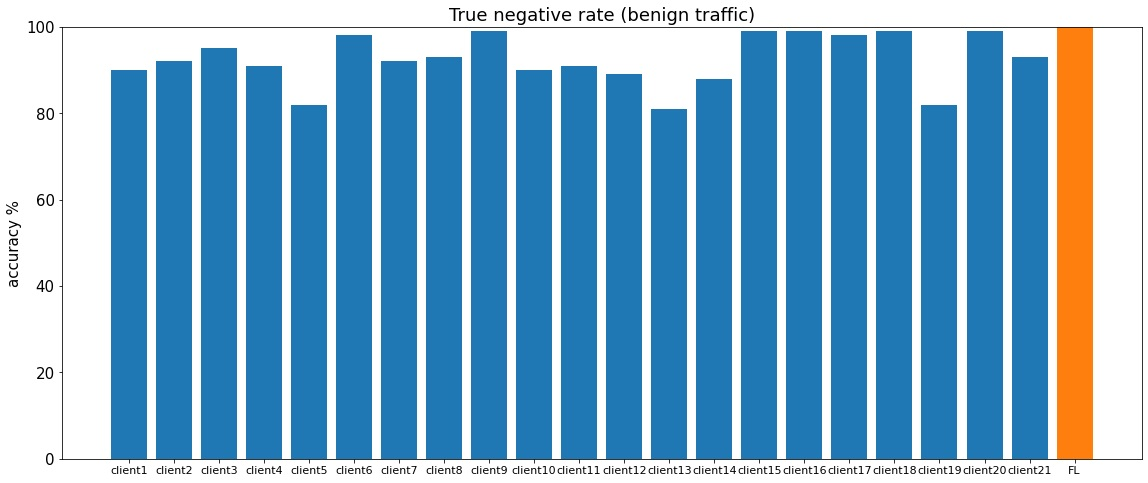 True negative rate (benign traffic)
accuracy %
100
80
60
40
20
0
client1 client2 client3 client4 client5 client6 client7 client8 client9 client10 client11 client12 client13 client14 client15 client16 client17 client18 client19 client20 client21 FL